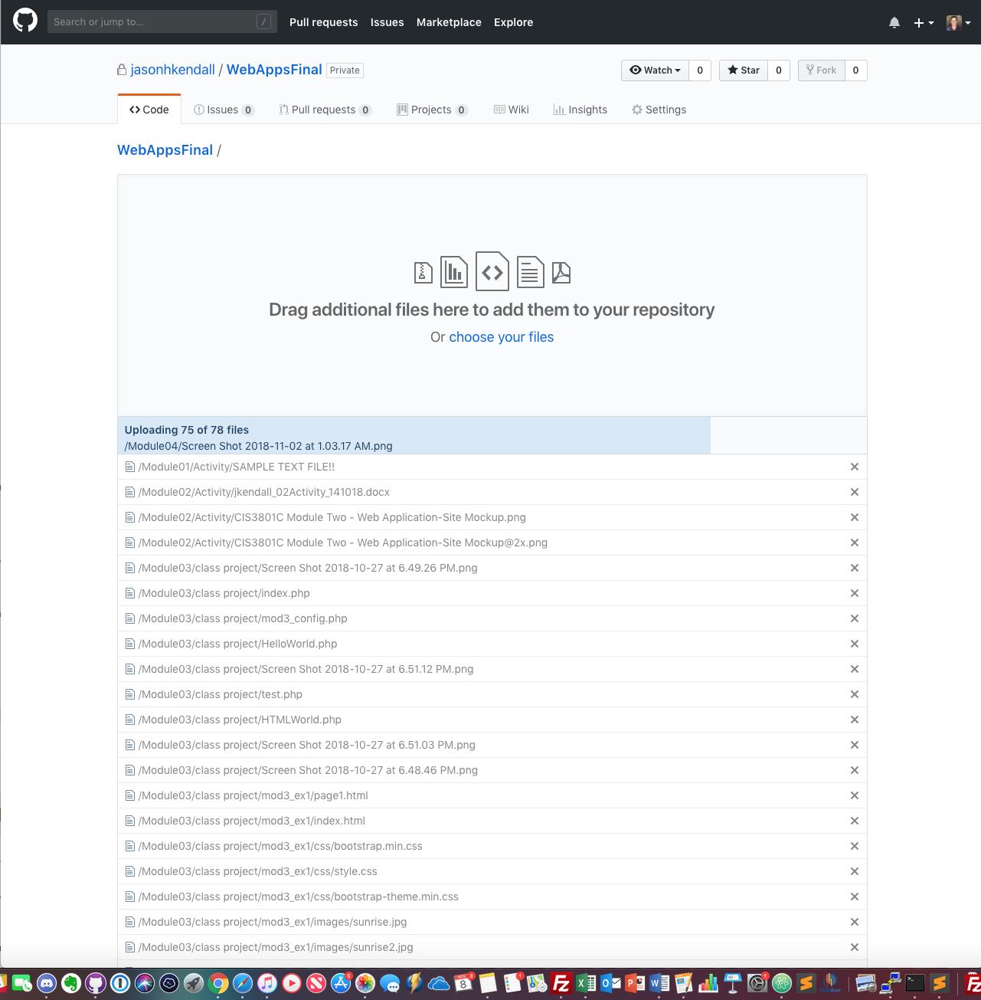 Search or jump to... /
Pull requests Issues Marketplace Explore
jasonhkendall / WebAppsFinal Private
Watch 0 Star 0 Fork 0
Code Issues 0 Pull requests 0 Projects 0 Wiki Insights Settings
WebAppsFinal /
Drag additional files here to add them to your repository
Or choose your files
Uploading 75 of 78 files
/Module04/Screen Shot 2018-11-02 at 1.03.17 AM.png
/Module01/Activity/SAMPLE TEXT FILE!!
/Module02/Activity/jkendall_02Activity_141018.docx
/Module02/Activity/CIS3801C Module Two - Web Application-Site Mockup.png
/Module02/Activity/CIS3801C Module Two - Web Application-Site Mockup@2x.png
/Module03/class project/Screen Shot 2018-10-27 at 6.49.26 PM.png
/Module03/class project/index.php
/Module03/class project/mod3_config.php
/Module03/class project/HelloWorld.php
/Module03/class project/Screen Shot 2018-10-27 at 6.51.12 PM.png
/Module03/class project/test.php
/Module03/class project/HTMLWorld.php
/Module03/class project/Screen Shot 2018-10-27 at 6.51.03 PM.png
/Module03/class project/Screen Shot 2018-10-27 at 6.48.46 PM.png
/Module03/class project/mod3_ex1/page1.html
/Module03/class project/mod3_ex1/index.html
/Module03/class project/mod3_ex1/css/bootstrap.min.css
/Module03/class project/mod3_ex1/css/style.css
/Module03/class project/mod3_ex1/css/bootstrap-theme.min.css
/Module03/class project/mod3_ex1/images/sunrise.jpg
/Module03/class project/mod3_ex1/images/sunrise2.jpg